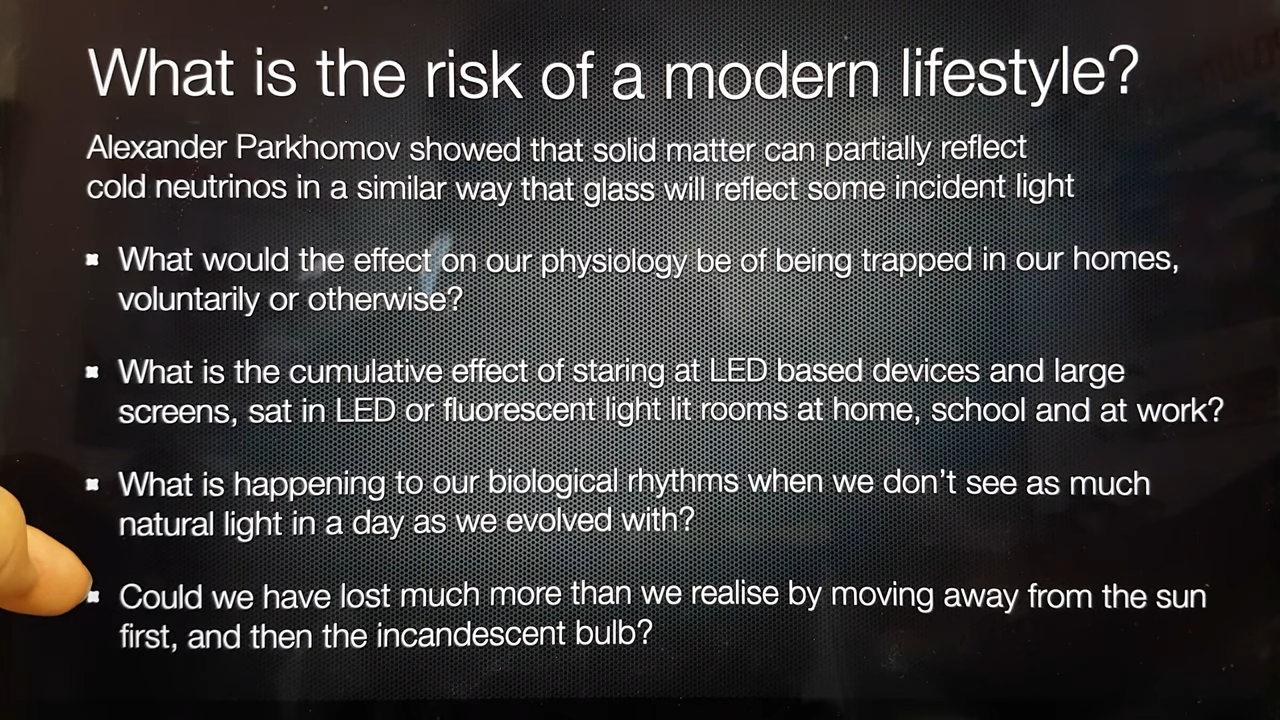 What is the risk of a modern lifestyle?
Alexander Parkhomov showed that solid matter can partially reflect
cold neutrinos in a similar way that glass will reflect some incident light
What would the effect on our physiology be of being trapped in our homes,
voluntarily or otherwise?
What is the cumulative effect of staring at LED based devices and large
screens, sat in LED or fluorescent light lit rooms at home, school and at work?
What is happening to our biological rhythms when we don't see as much
natural light in a day as we evolved with?
Could we have lost much more than we realise by moving away from the sun
first, and then the incandescent bulb?